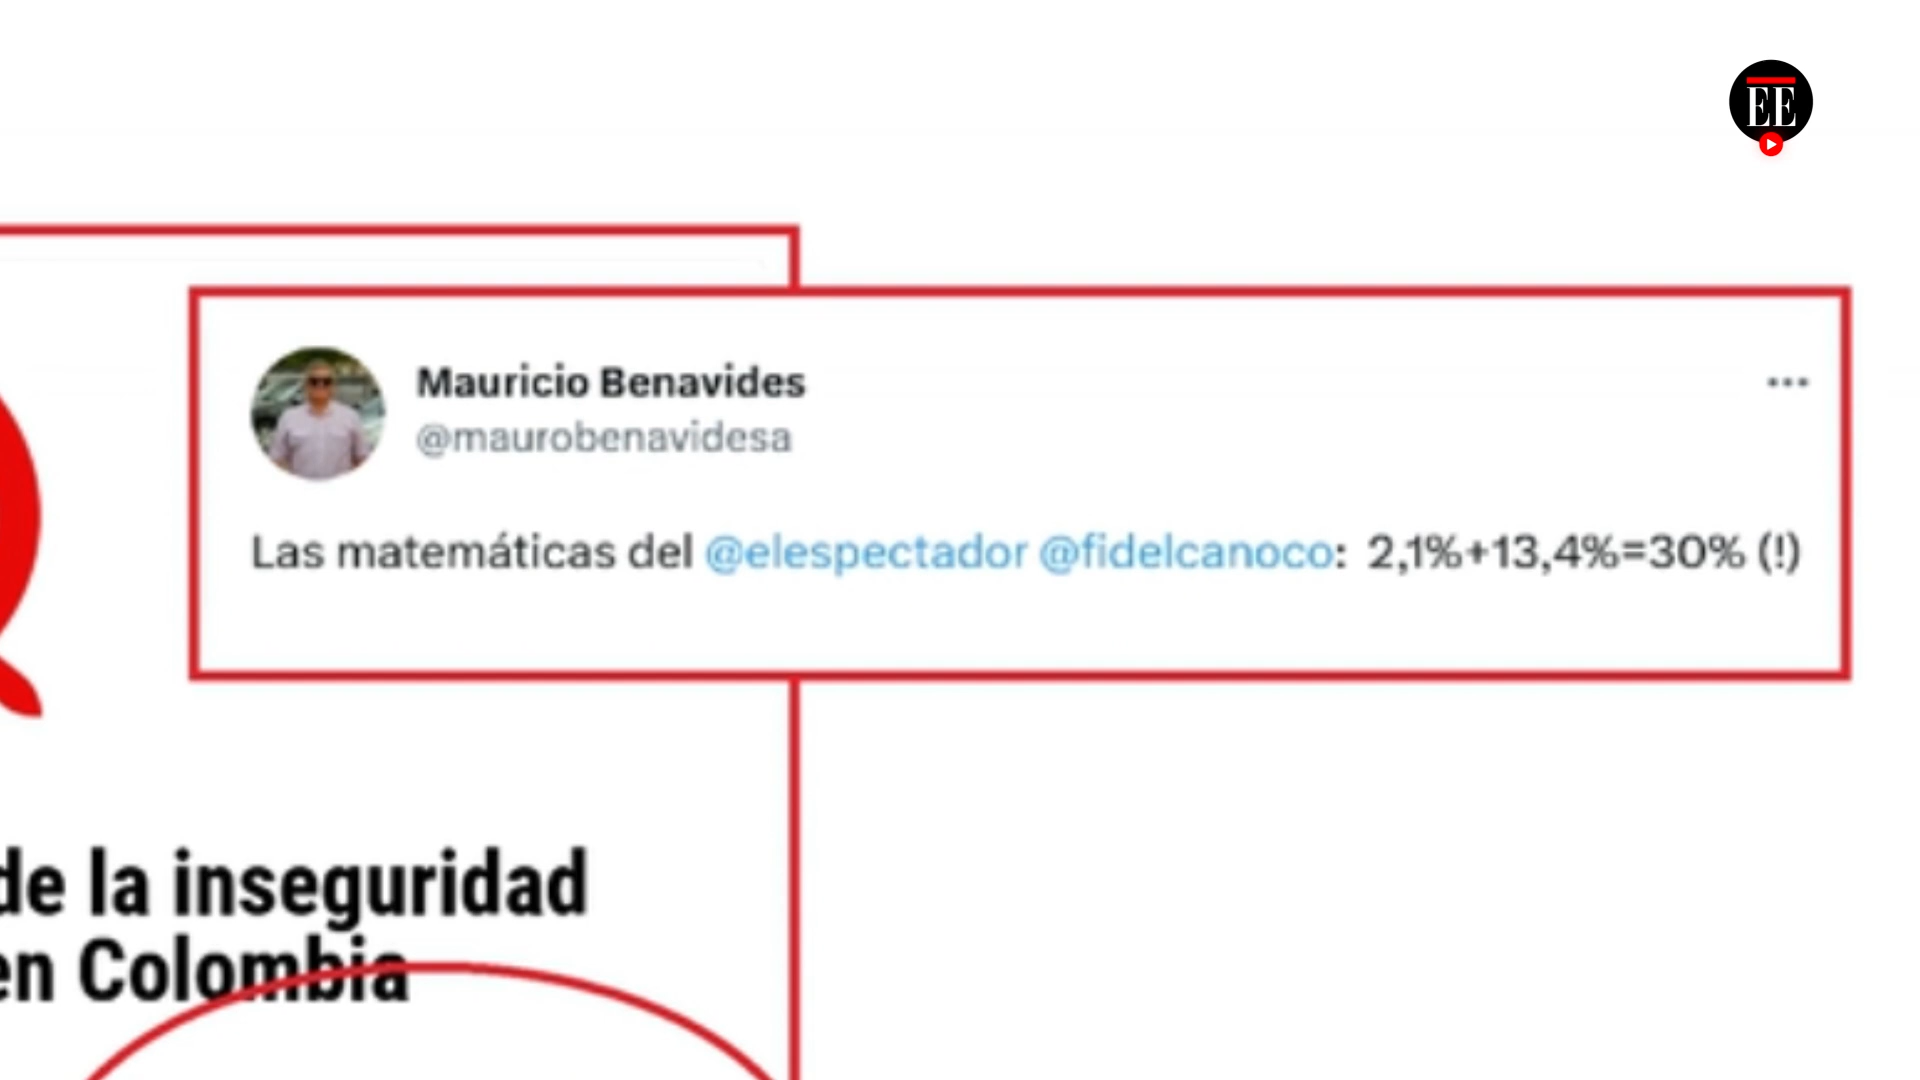 EE
Mauricio Benavides
@maurobenavidesa
Las matemáticas del @elespectador @fidelcanoco: 2,1%+13,4%=30% (!)
de la inseguridad
en Colombia